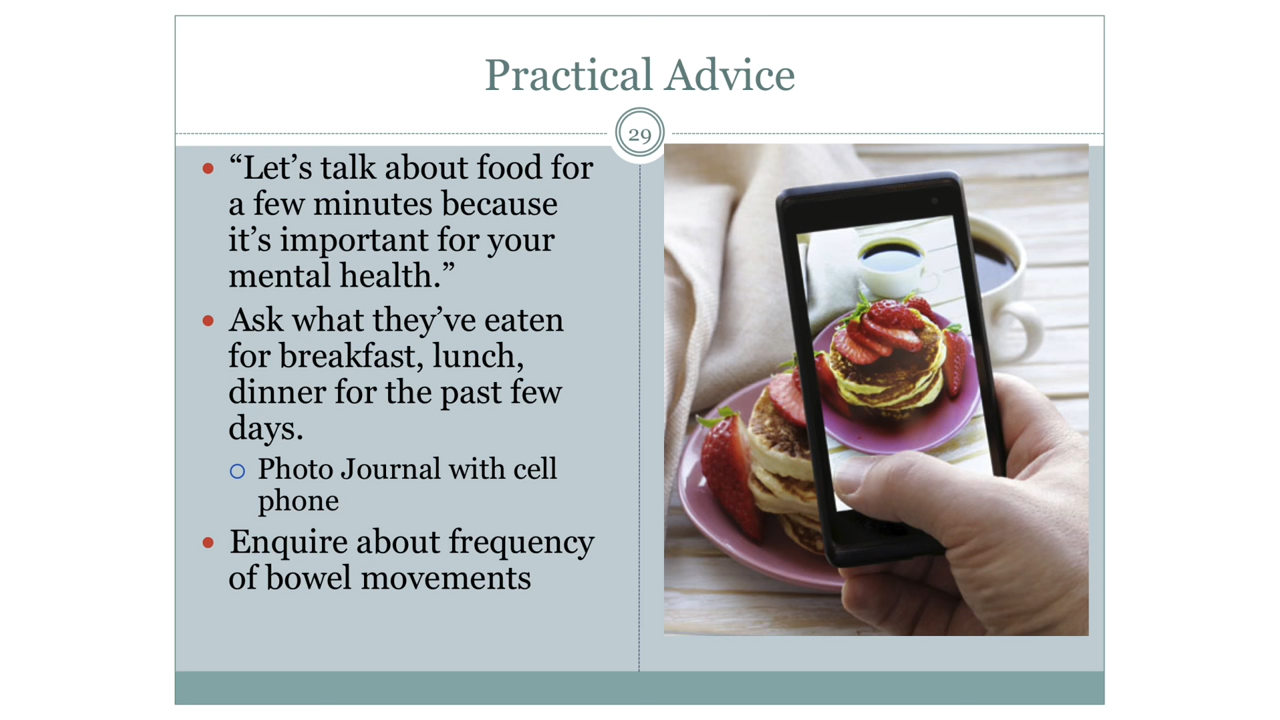 Practical Advice
29
• “Let’s talk about food for
a few minutes because
it’s important for your
mental health.”
• Ask what they’ve eaten
for breakfast, lunch,
dinner for the past few
days.
○ Photo Journal with cell
phone
• Enquire about frequency
of bowel movements